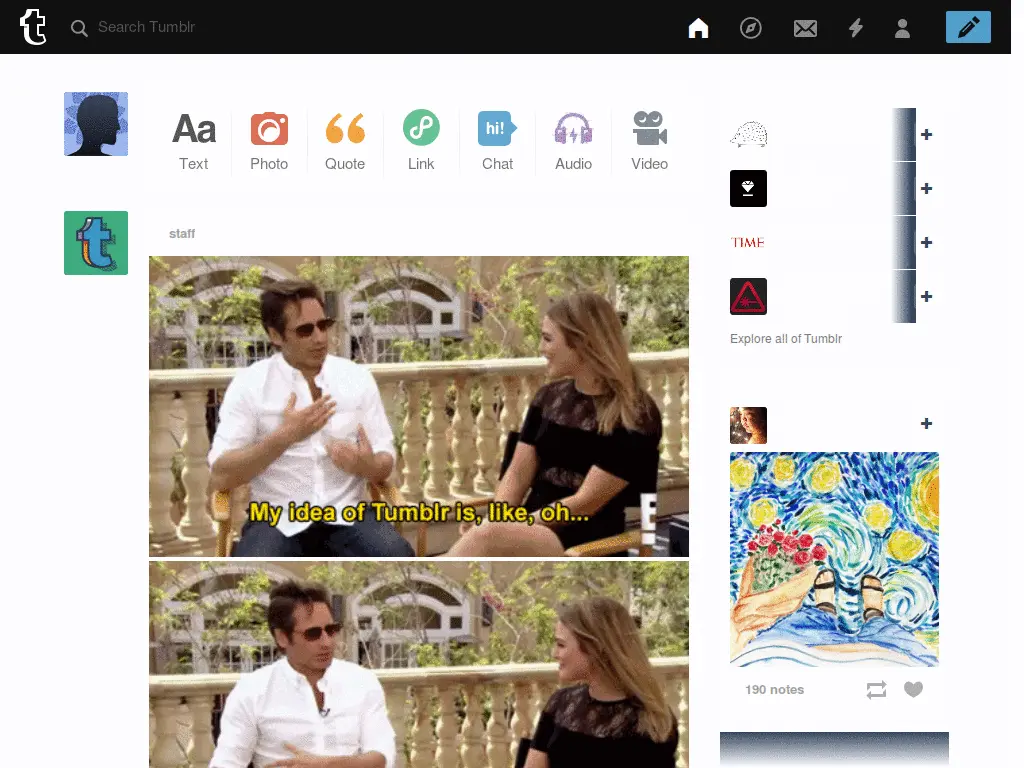 Search Tumblr
Aa
Text
Photo
Quote
Link
hi!
Chat
Audio
Video
staff
My idea of Tumblr is, like, oh...
E
TIME
Explore all of Tumblr
190 notes